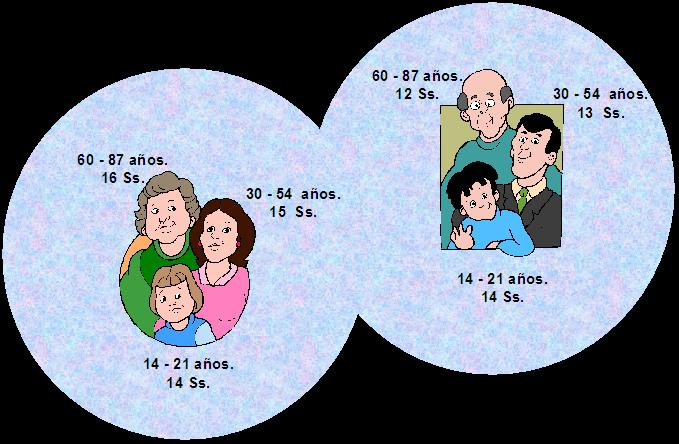 60 - 87 años.
16 Ss.
30 - 54 años.
15 Ss.
14 - 21 años.
14 Ss.
60 - 87 años.
12 Ss.
30 - 54 años.
13 Ss.
14 - 21 años.
14 Ss.